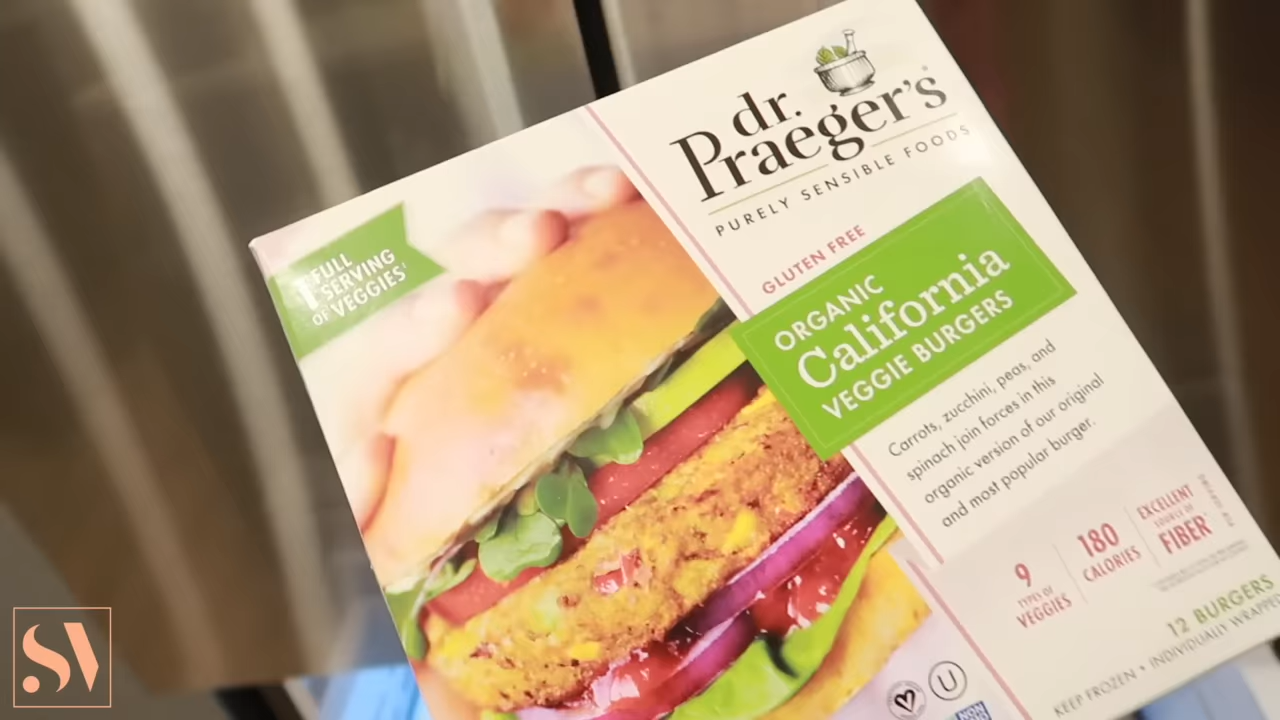 dr.
Praeger's
PURELY SENSIBLE FOODS
1 FULL
SERVING
OF VEGGIES
GLUTEN FREE
ORGANIC
California
VEGGIE BURGERS
Carrots, zucchini, peas, and
spinach join forces in this
organic version of our original
and most popular burger.
9
TYPES OF
VEGGIES
180
CALORIES
EXCELLENT
SOURCE OF
FIBER
12 BURGERS
KEEP FROZEN • INDIVIDUALLY WRAPPED
U
NON
SV